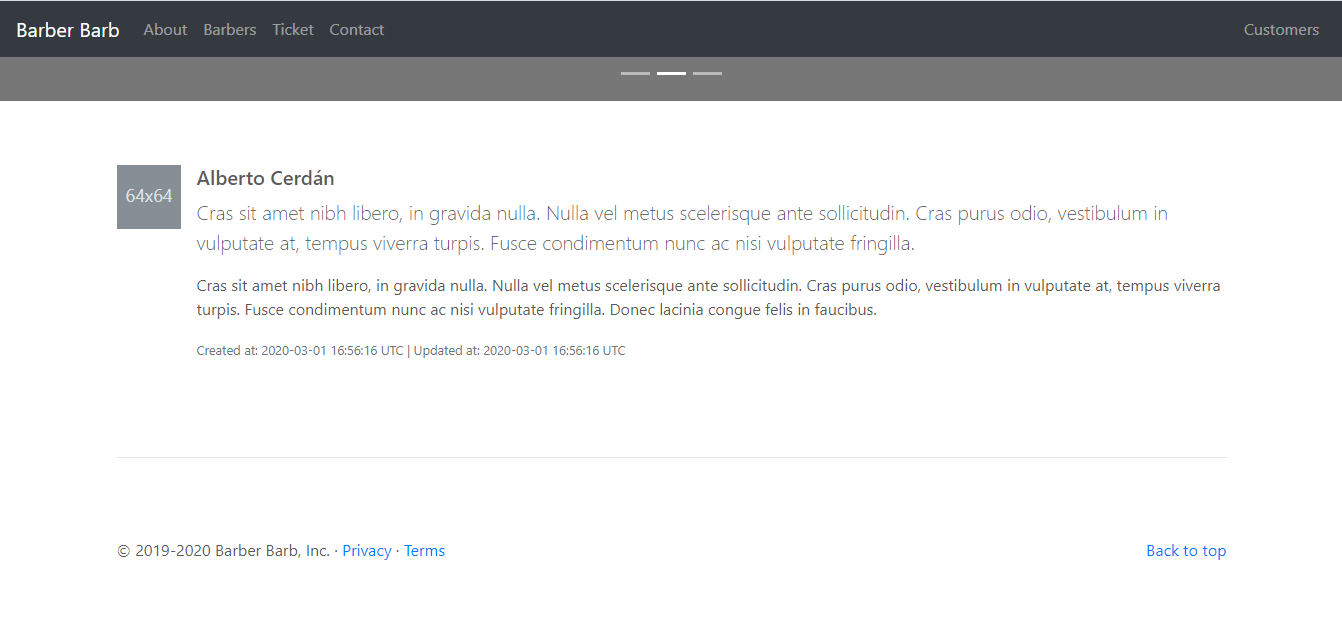 Barber Barb About Barbers Ticket Contact Customers
64x64
Alberto Cerdán
Cras sit amet nibh libero, in gravida nulla. Nulla vel metus scelerisque ante sollicitudin. Cras purus odio, vestibulum in
vulputate at, tempus viverra turpis. Fusce condimentum nunc ac nisi vulputate fringilla.
Cras sit amet nibh libero, in gravida nulla. Nulla vel metus scelerisque ante sollicitudin. Cras purus odio, vestibulum in vulputate at, tempus viverra
turpis. Fusce condimentum nunc ac nisi vulputate fringilla. Donec lacinia congue felis in faucibus.
Created at: 2020-03-01 16:56:16 UTC | Updated at: 2020-03-01 16:56:16 UTC
© 2019-2020 Barber Barb, Inc. · Privacy · Terms Back to top